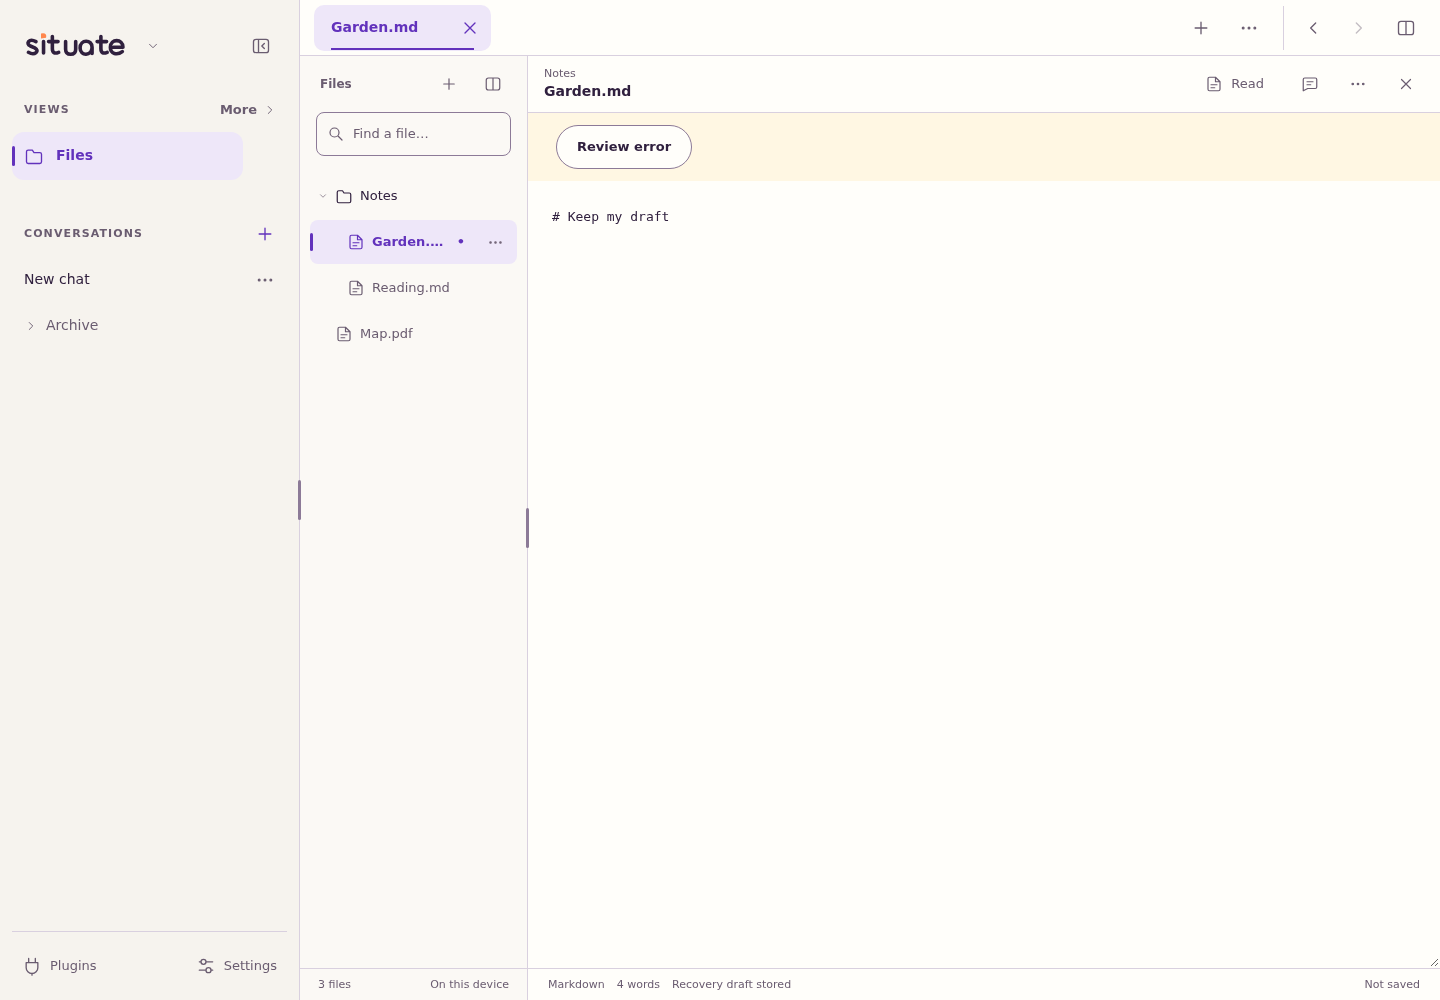 situate
VIEWS
More
Files
CONVERSATIONS
New chat
Archive
Plugins
Settings
Garden.md
Files
Find a file...
Notes
Garden....
Reading.md
Map.pdf
3 files
On this device
Notes
Garden.md
Read
Review error
# Keep my draft
Markdown
4 words
Recovery draft stored
Not saved